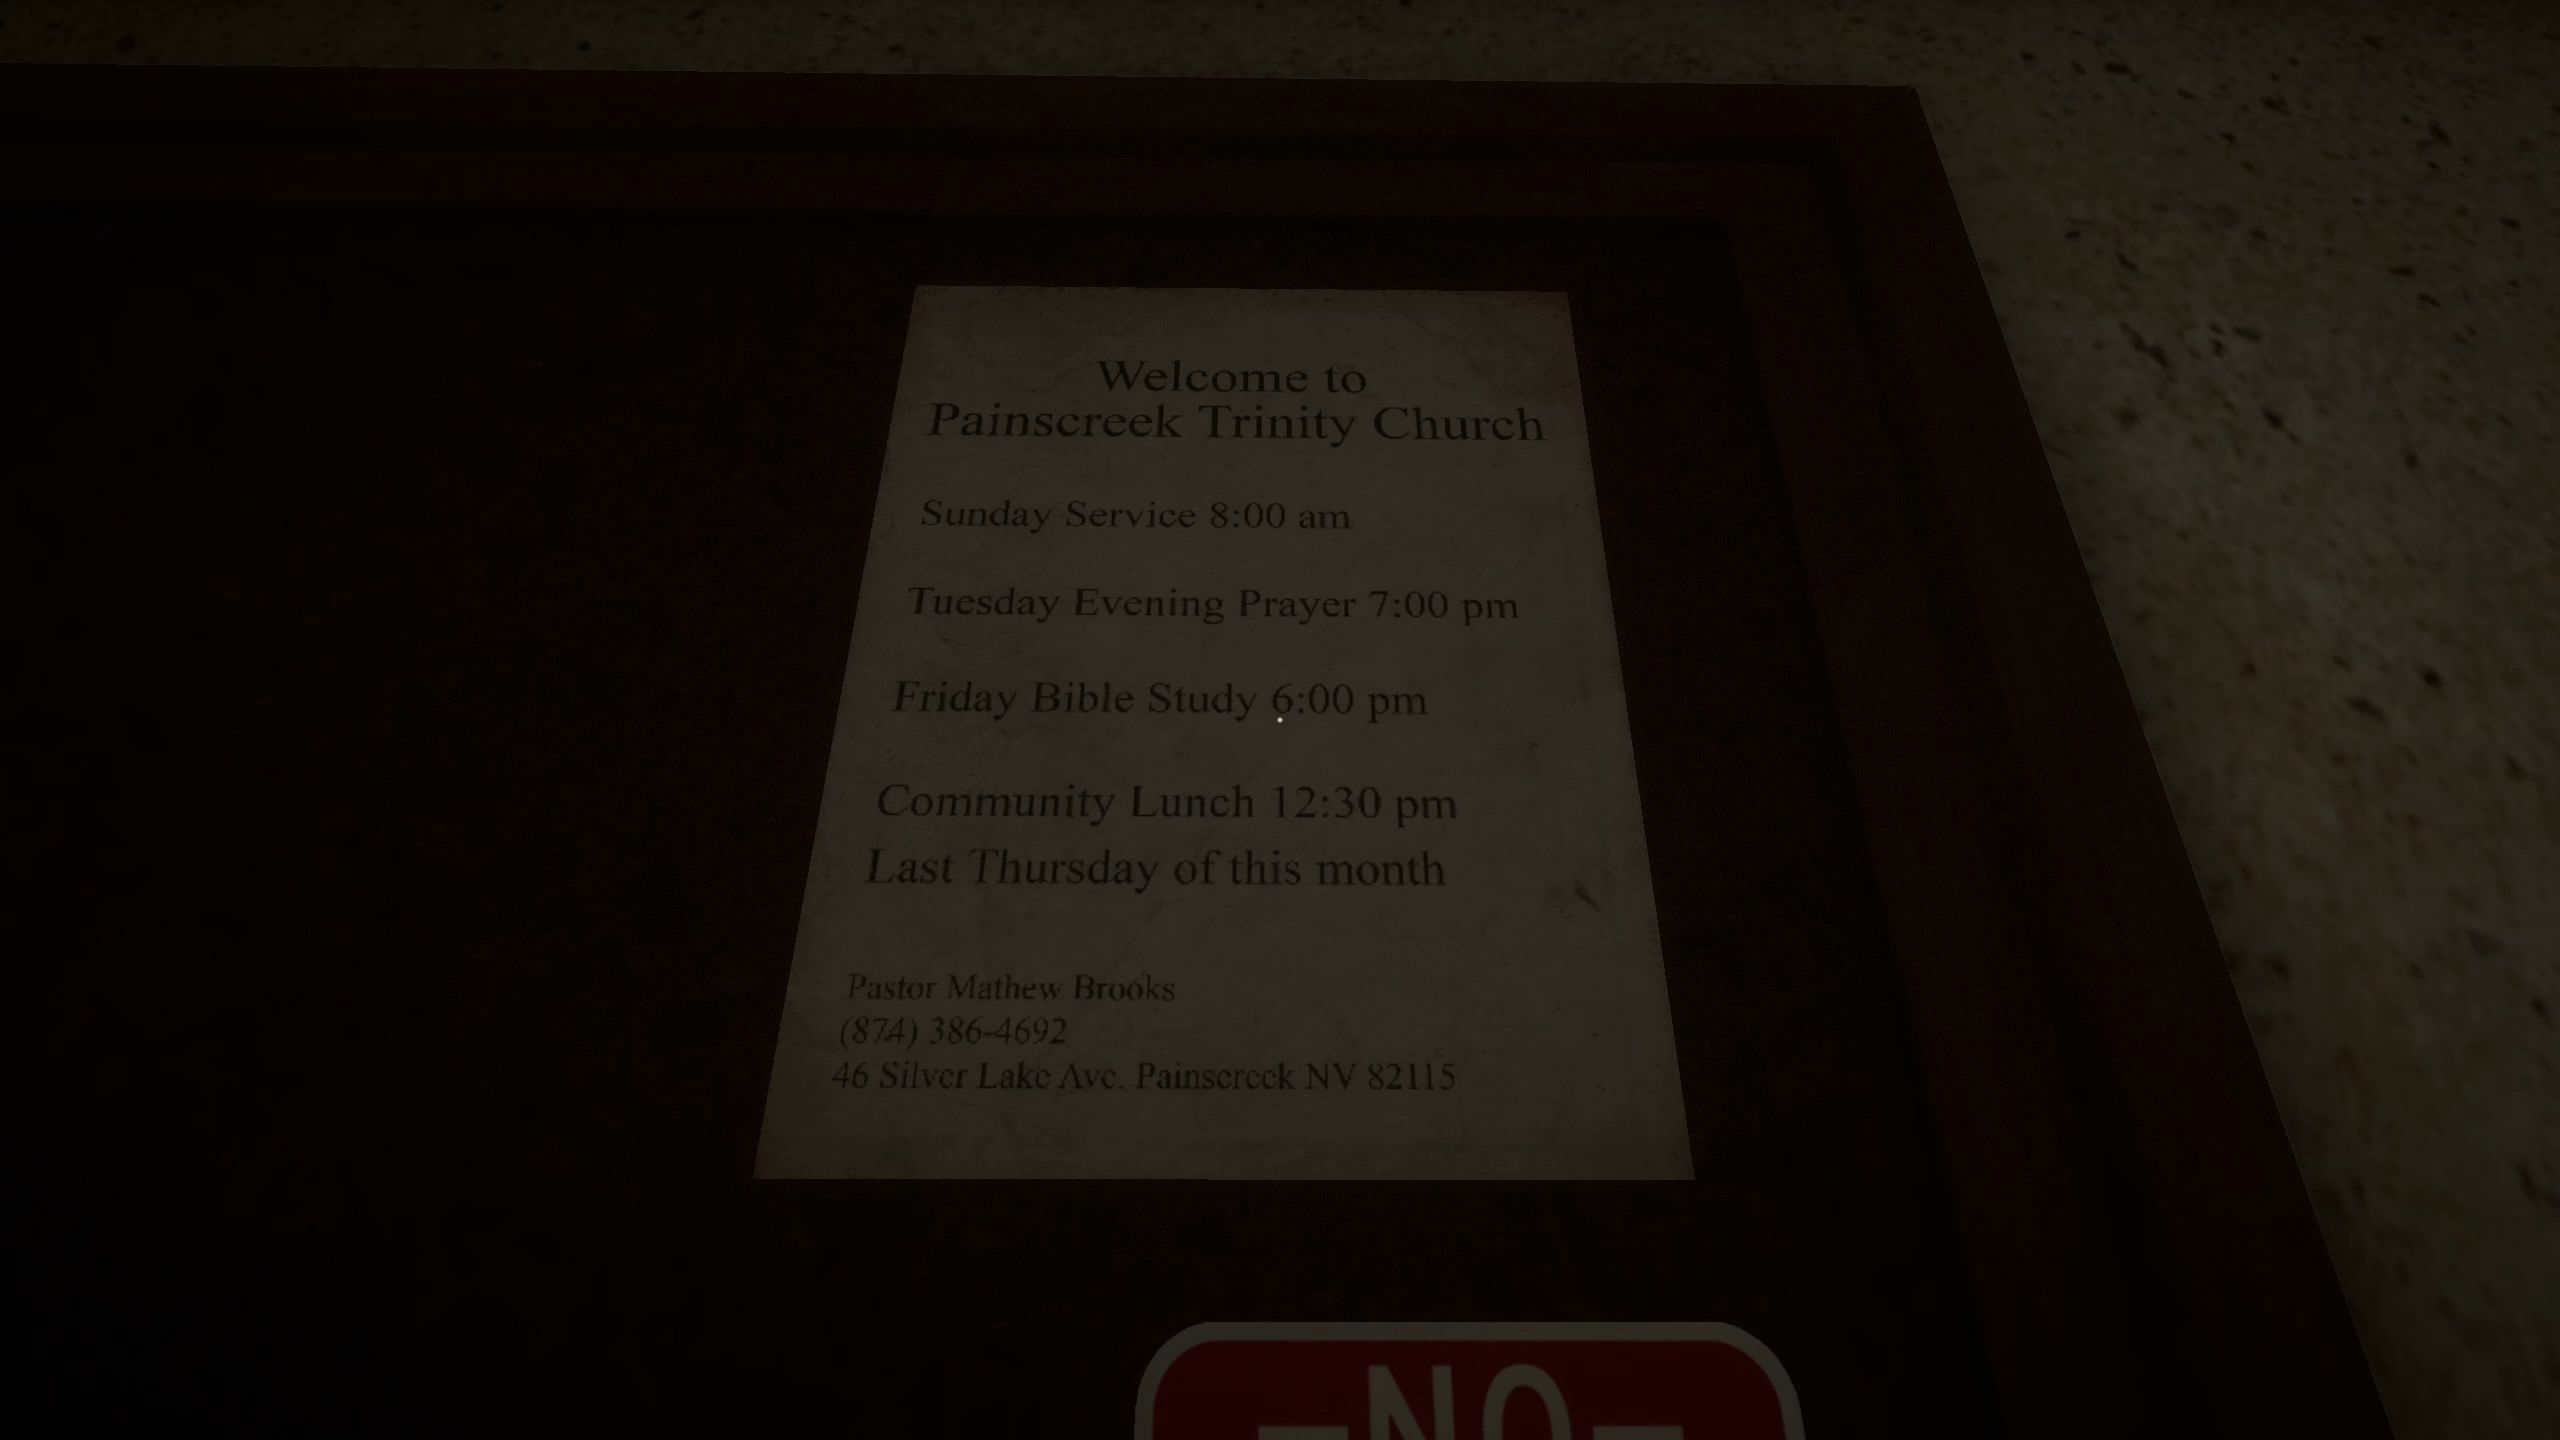 Welcome to
Painscreek Trinity Church
Sunday Service 8:00 am
Tuesday Evening Prayer 7:00 pm
Friday Bible Study 6:00 pm
Community Lunch 12:30 pm
Last Thursday of this month
Pastor Mathew Brooks
(874) 386-4692
46 Silver Lake Ave. Painscreek NV 82115
NO